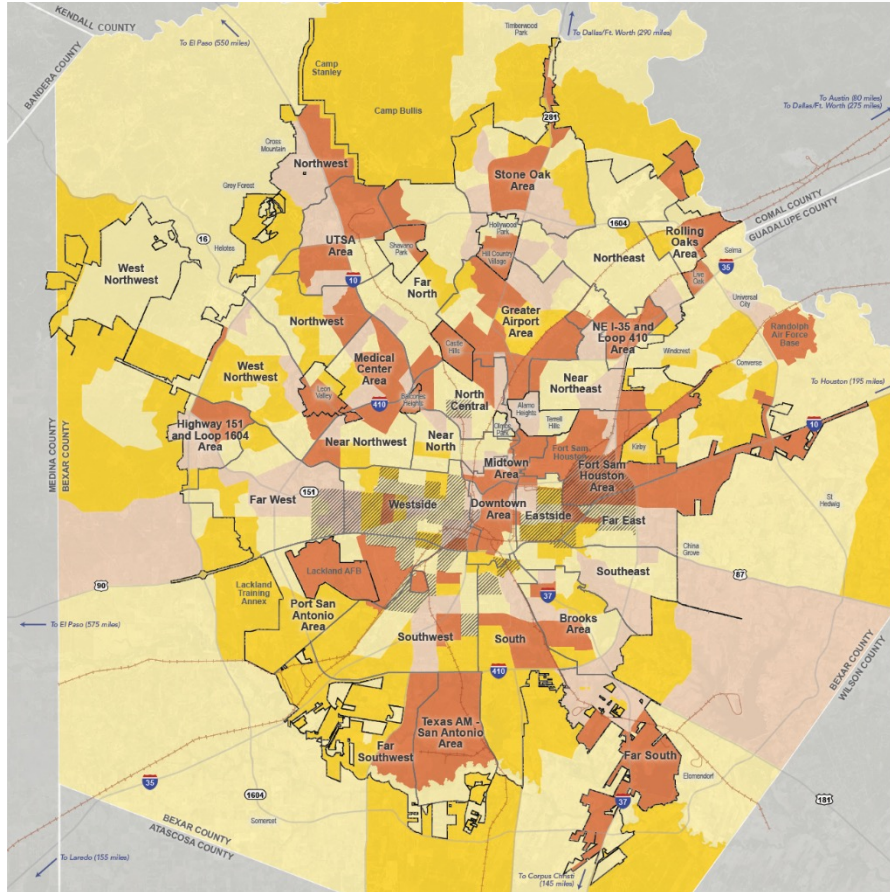 KENDALL COUNTY
BANDERA COUNTY
To El Paso (550 miles)
Timberwood
Park
To Dallas/Ft. Worth (290 miles)
Camp
Stanley
Camp Bullis
281
To Austin (80 miles)
To Dallas/Ft. Worth (275 miles)
Cross
Mountain
Northwest
Grey Forest
Stone Oak
Area
1604
COMAL COUNTY
GUADALUPE COUNTY
16
Helotes
UTSA
Area
Shavano
Park
Hollywood
Park
Hill Country
Village
Rolling
Oaks
Area
Selma
35
West
Northwest
10
Far
North
Northeast
Live
Oak
Universal
City
Northwest
Greater
Airport
Area
NE I-35 and
Loop 410
Area
Randolph
Air Force
Base
Windcrest
Converse
West
Northwest
Medical
Center
Area
Castle
Hills
Leon
Valley
410
Balcones
Heights
North
Central
Near
Northeast
To Houston (195 miles)
10
Highway 151
and Loop 1604
Area
Alamo
Heights
Terrell
Hills
Olmos
Park
Near Northwest
Near
North
Fort Sam
Houston
Kirby
MEDINA COUNTY
BEXAR COUNTY
Midtown
Area
Fort Sam
Houston
Area
Far West
151
Westside
Downtown
Area
Eastside
Far East
St
Hedwig
China
Grove
90
Lackland AFB
Southeast
87
Lackland
Training
Annex
Port San
Antonio
Area
37
Brooks
Area
To El Paso (575 miles)
Southwest
South
410
BEXAR COUNTY
WILSON COUNTY
Texas AM -
San Antonio
Area
Far
Southwest
Far South
Elmendorf
35
1604
Somerset
37
181
BEXAR COUNTY
ATASCOSA COUNTY
To Laredo (155 miles)
To Corpus Christi
(145 miles)